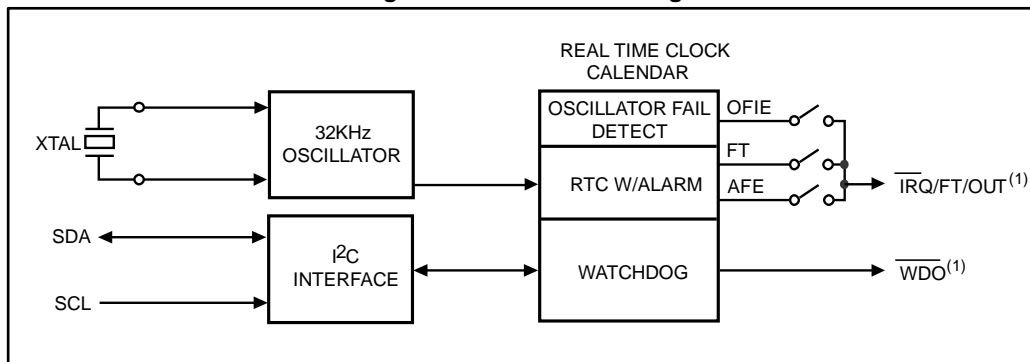 REAL TIME CLOCK
CALENDAR
XTAL
32KHz
OSCILLATOR
OSCILLATOR FAIL
DETECT
OFIE
FT
RTC W/ALARM
AFE
IRQ/FT/OUT(1)
SDA
SCL
I2C
INTERFACE
WATCHDOG
WDO(1)